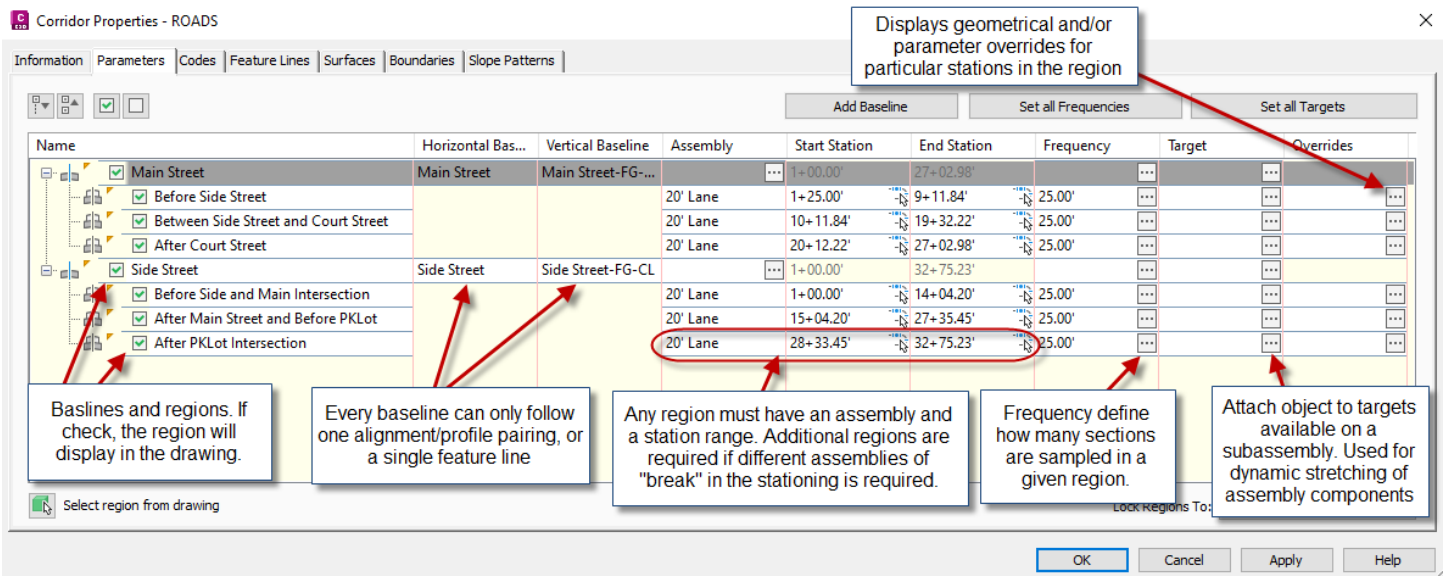 Corridor Properties - ROADS
Displays geometrical and/or
parameter overrides for
particular stations in the region
Information Parameters Codes Feature Lines Surfaces Boundaries Slope Patterns
Add Baseline Set all Frequencies Set all Targets
Name Horizontal Bas... Vertical Baseline Assembly Start Station End Station Frequency Target Overrides
Main Street Main Street Main Street-FG-... ... 1+00.00' 27+02.98' ... ...
Before Side Street 20' Lane 1+25.00' 9+11.84' 25.00' ... ... ...
Between Side Street and Court Street 20' Lane 10+11.84' 19+32.22' 25.00' ... ... ...
After Court Street 20' Lane 20+12.22' 27+02.98' 25.00' ... ... ...
Side Street Side Street Side Street-FG-CL ... 1+00.00' 32+75.23' ... ...
Before Side and Main Intersection 20' Lane 1+00.00' 14+04.20' 25.00' ... ... ...
After Main Street and Before PKLot 20' Lane 15+04.20' 27+35.45' 25.00' ... ... ...
After PKLot Intersection 20' Lane 28+33.45' 32+75.23' 25.00' ... ... ...
Baslines and regions. If
check, the region will
display in the drawing.
Every baseline can only follow
one alignment/profile pairing, or
a single feature line
Any region must have an assembly and
a station range. Additional regions are
required if different assemblies of
"break" in the stationing is required.
Frequency define
how many sections
are sampled in a
given region.
Attach object to targets
available on a
subassembly. Used for
dynamic stretching of
assembly components
Select region from drawing
Lock Regions To:
OK Cancel Apply Help